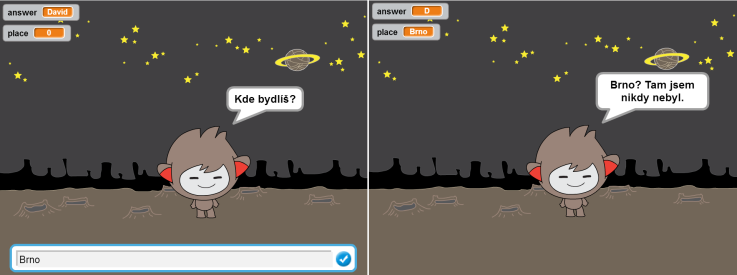 answer David
place 0
Kde bydlíš?
Brno
answer D
place Brno
Brno? Tam jsem
nikdy nebyl.